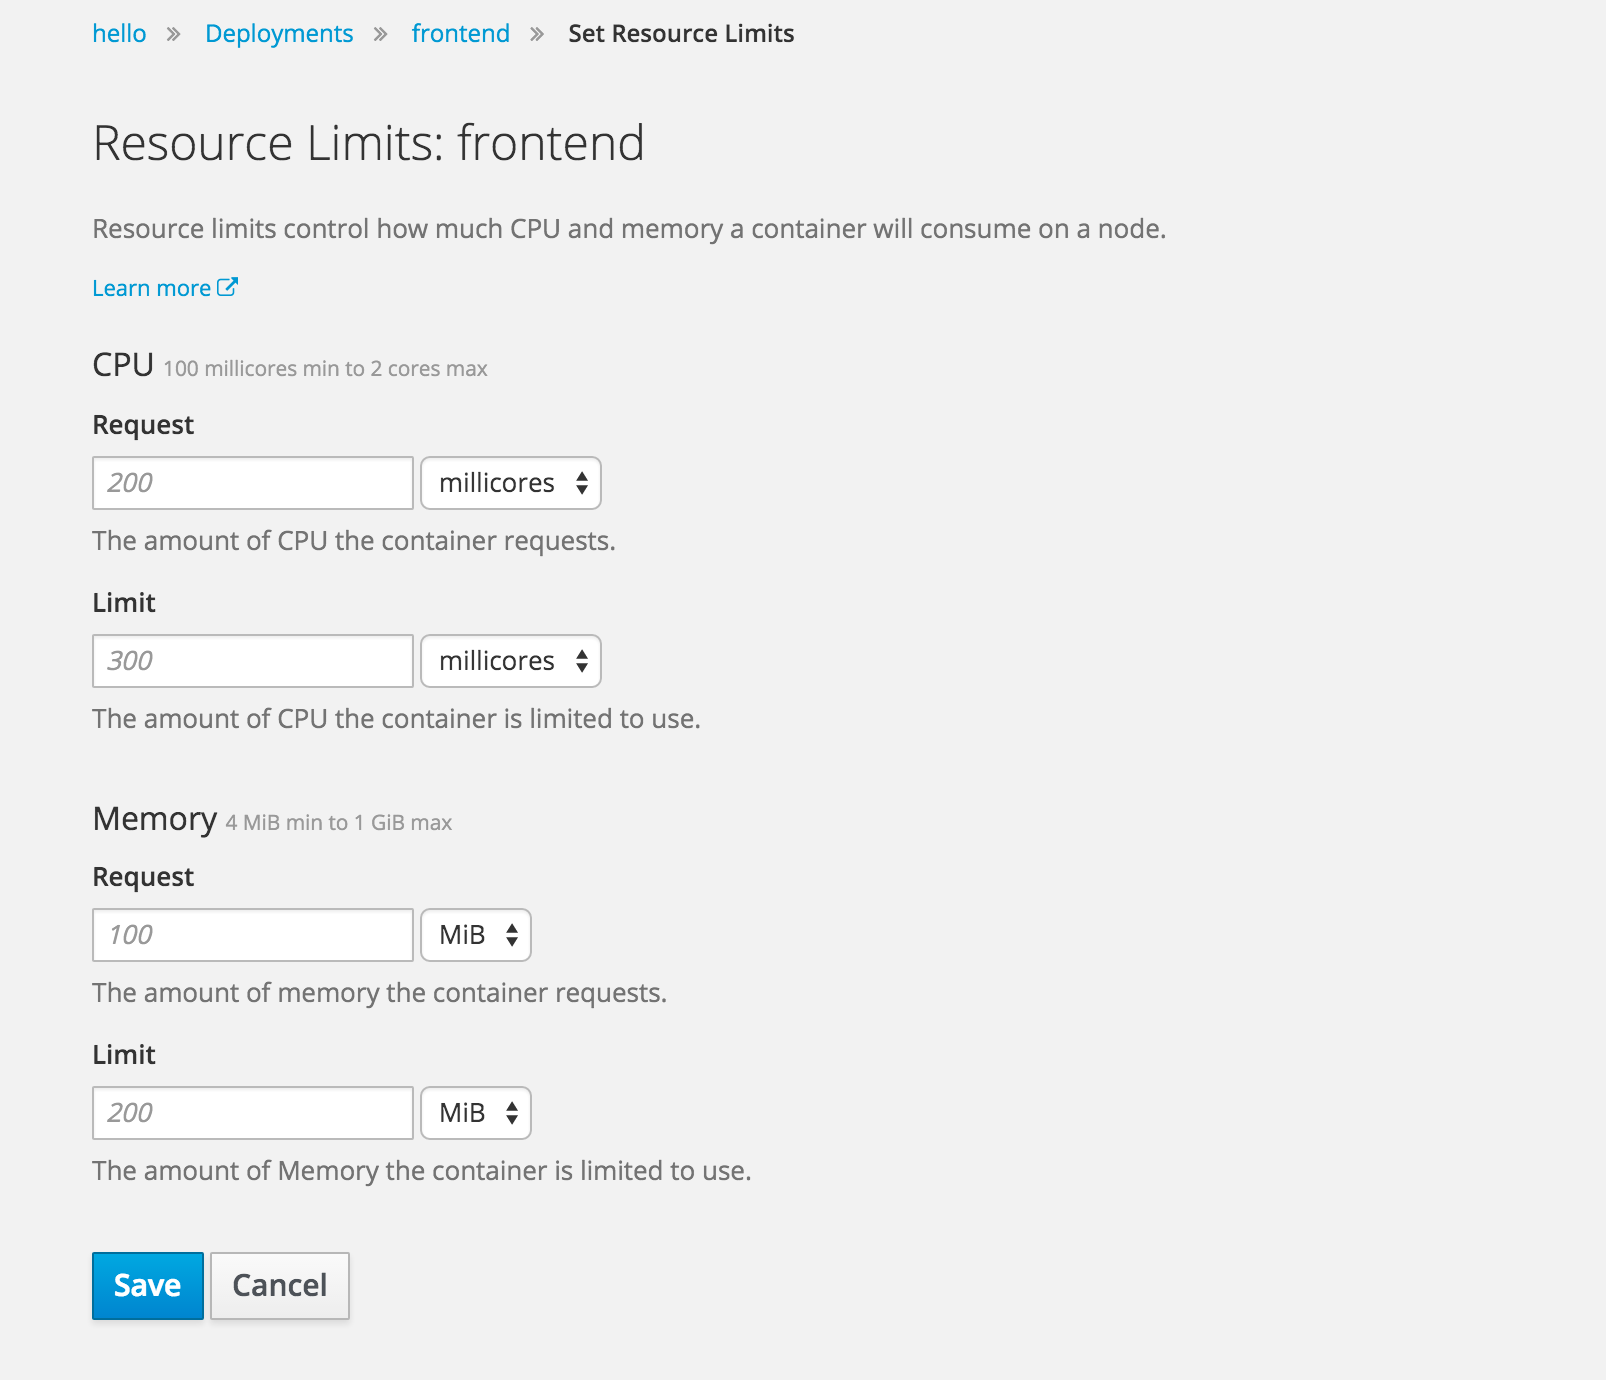 hello » Deployments » frontend » Set Resource Limits
Resource Limits: frontend
Resource limits control how much CPU and memory a container will consume on a node.
Learn more
CPU 100 millicores min to 2 cores max
Request
200 millicores
The amount of CPU the container requests.
Limit
300 millicores
The amount of CPU the container is limited to use.
Memory 4 MiB min to 1 GiB max
Request
100 MiB
The amount of memory the container requests.
Limit
200 MiB
The amount of Memory the container is limited to use.
Save Cancel